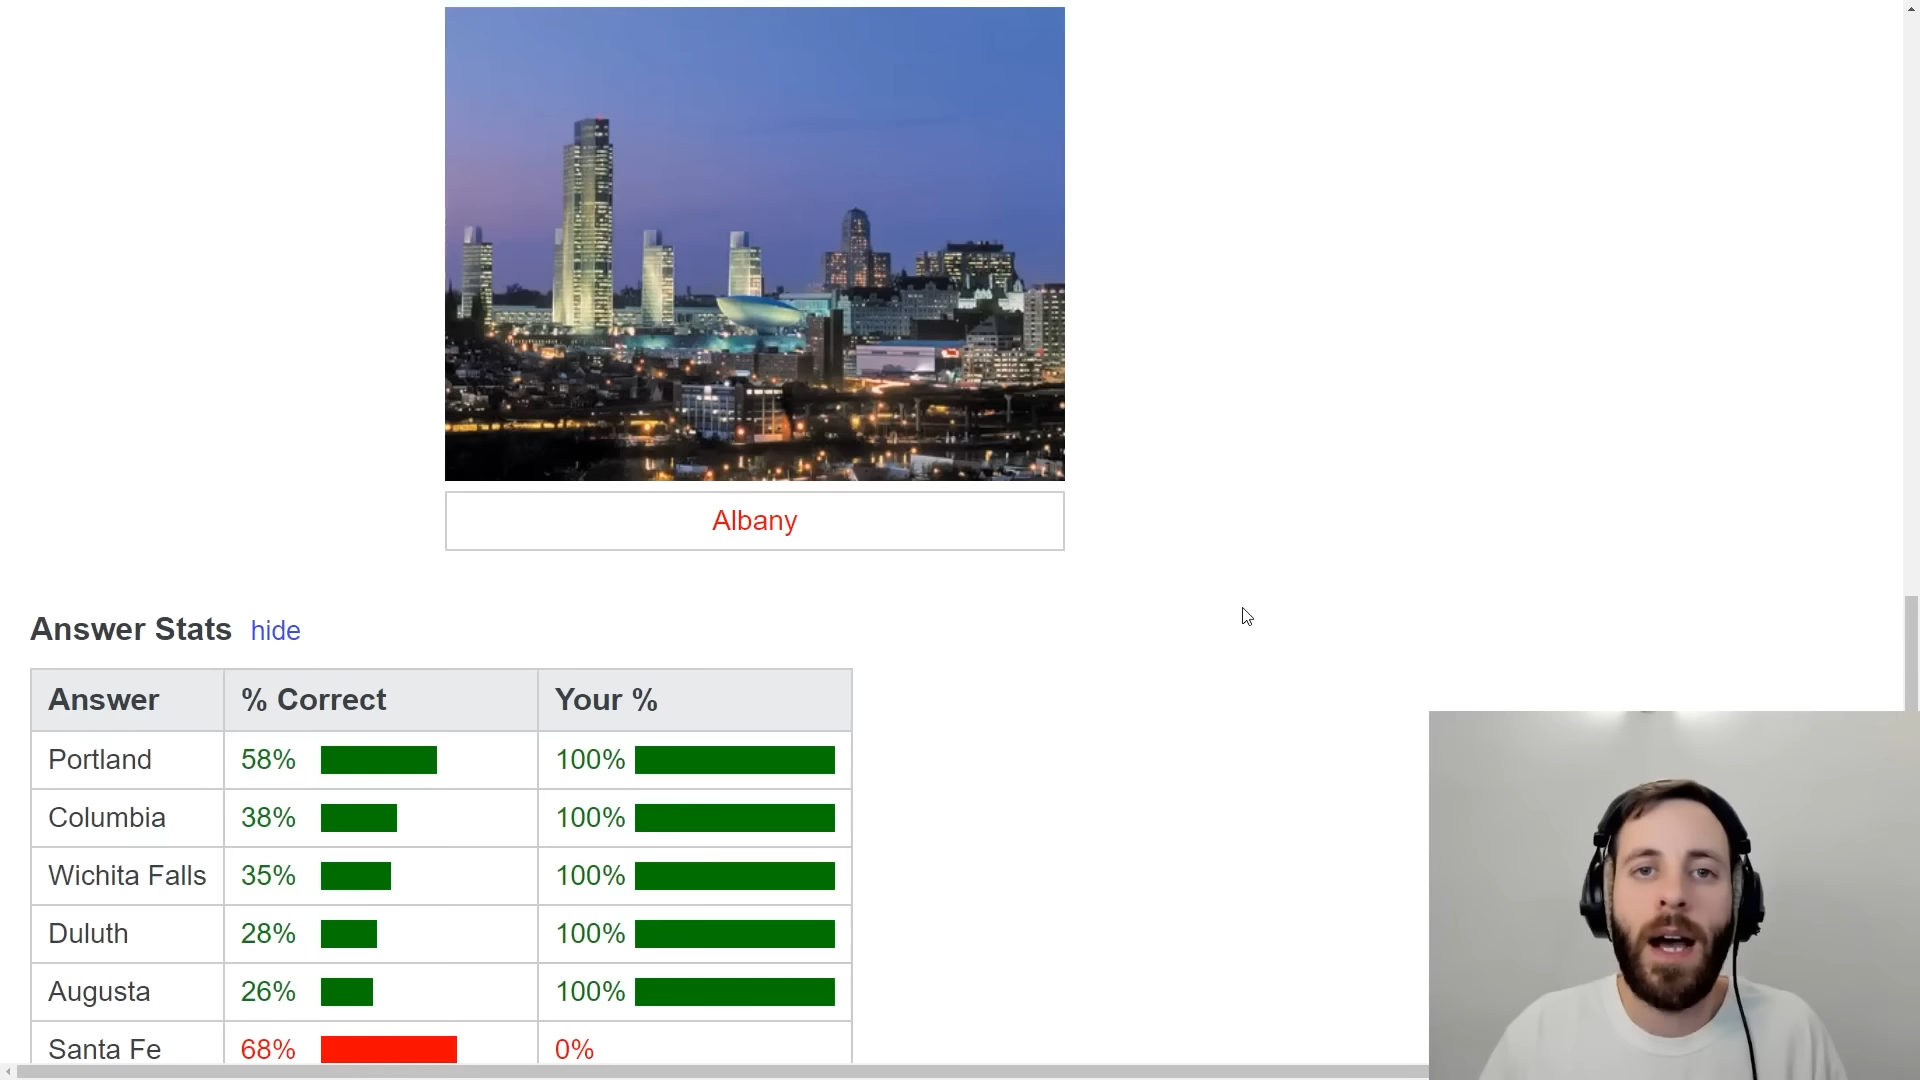 Albany
Answer Stats hide
Answer % Correct Your %
Portland 58% 100%
Columbia 38% 100%
Wichita Falls 35% 100%
Duluth 28% 100%
Augusta 26% 100%
Santa Fe 68% 0%